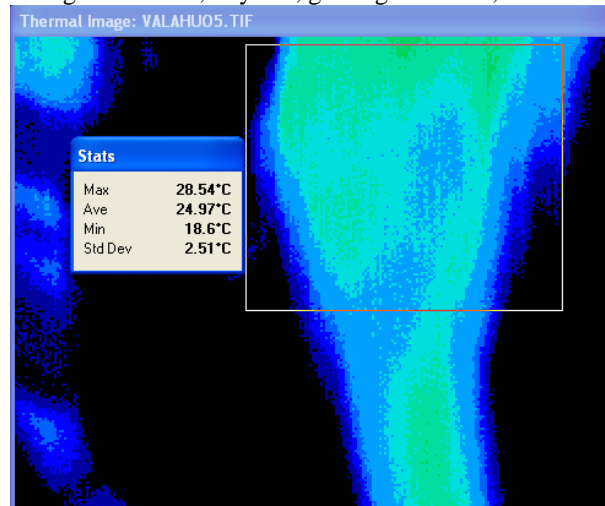 Thermal Image: VALAHUO5.TIF
Stats
Max 28.54°C
Ave 24.97°C
Min 18.6°C
Std Dev 2.51°C